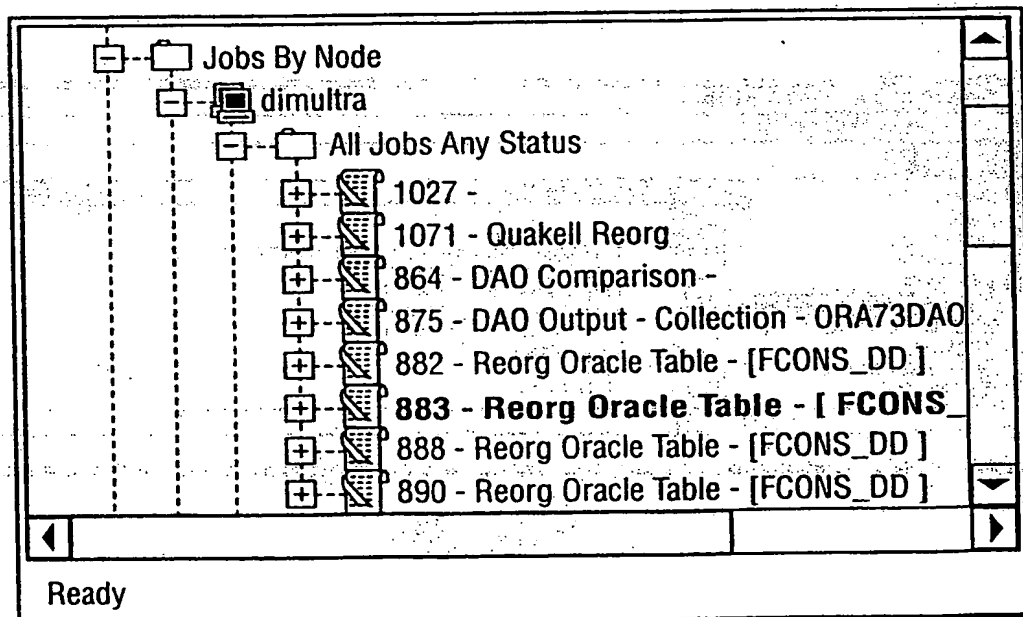 Jobs By Node
dimultra
All Jobs Any Status
1027 -
1071 - Quakell Reorg
864 - DAO Comparison -
875 - DAO Output - Collection - ORA73DAO
882 - Reorg Oracle Table - [FCONS_DD ]
883 - Reorg Oracle Table - [ FCONS_
888 - Reorg Oracle Table - [FCONS_DD ]
890 - Reorg Oracle Table - [FCONS_DD ]
Ready